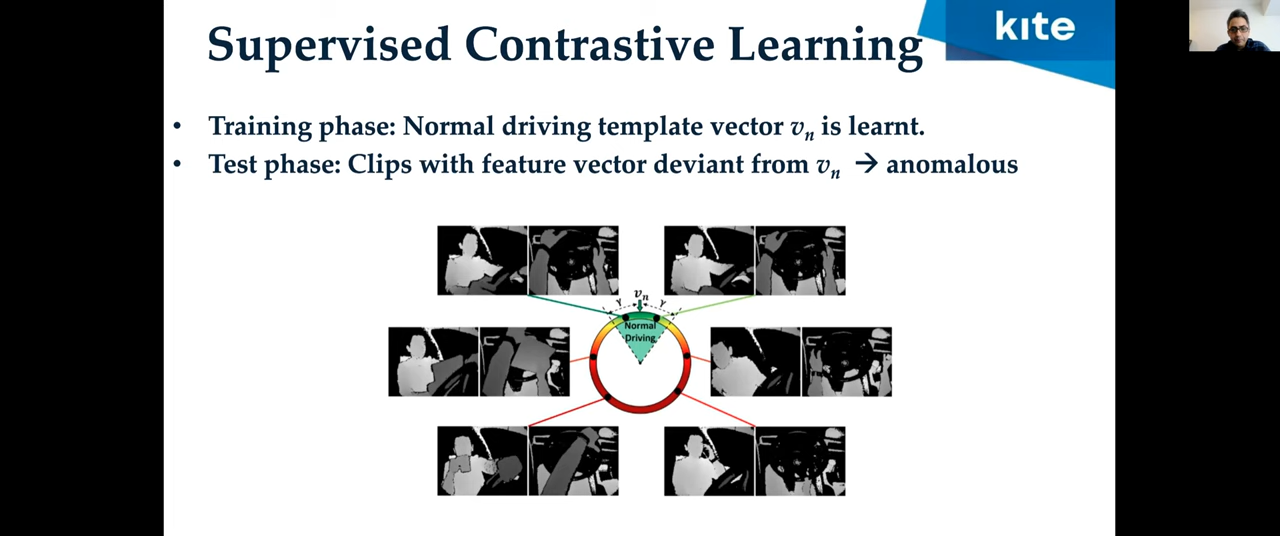 Supervised Contrastive Learning
kite
• Training phase: Normal driving template vector vₙ is learnt.
• Test phase: Clips with feature vector deviant from vₙ → anomalous
vₙ
γ γ
Normal
Driving